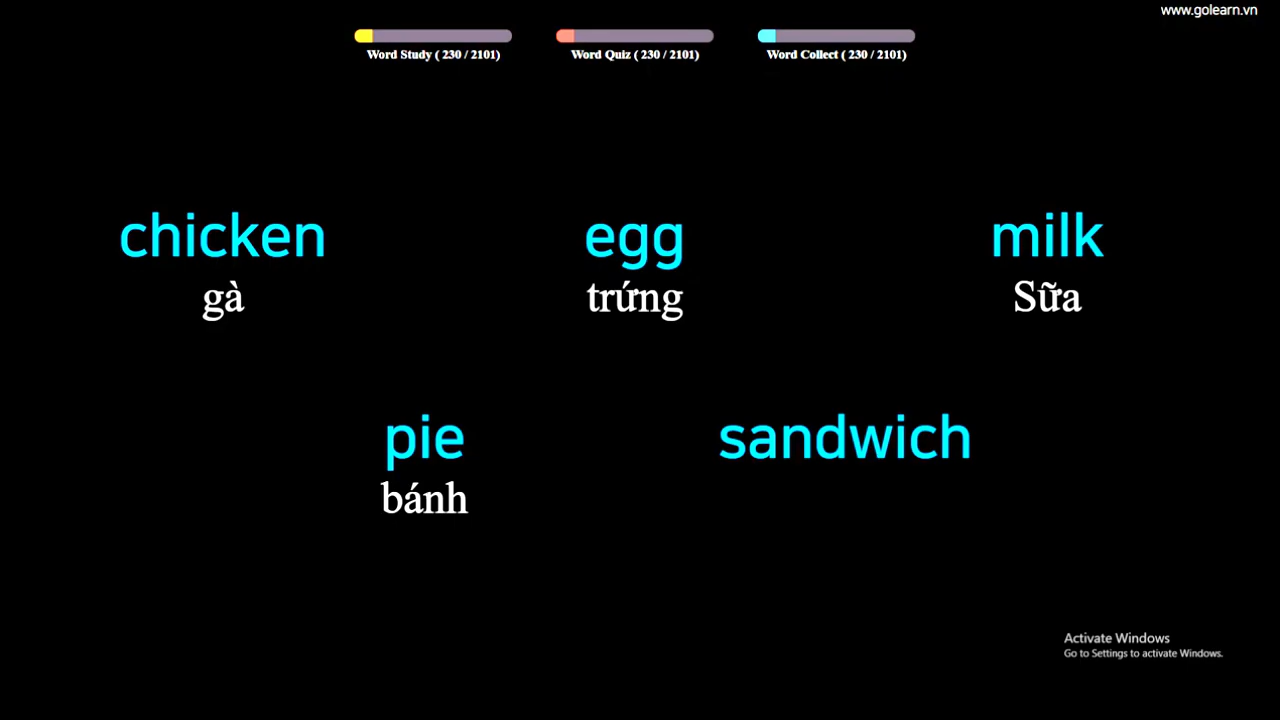 www.golearn.vn
Word Study ( 230 / 2101)
Word Quiz ( 230 / 2101)
Word Collect ( 230 / 2101)
chicken
gà
egg
trứng
milk
Sữa
pie
bánh
sandwich
Activate Windows
Go to Settings to activate Windows.